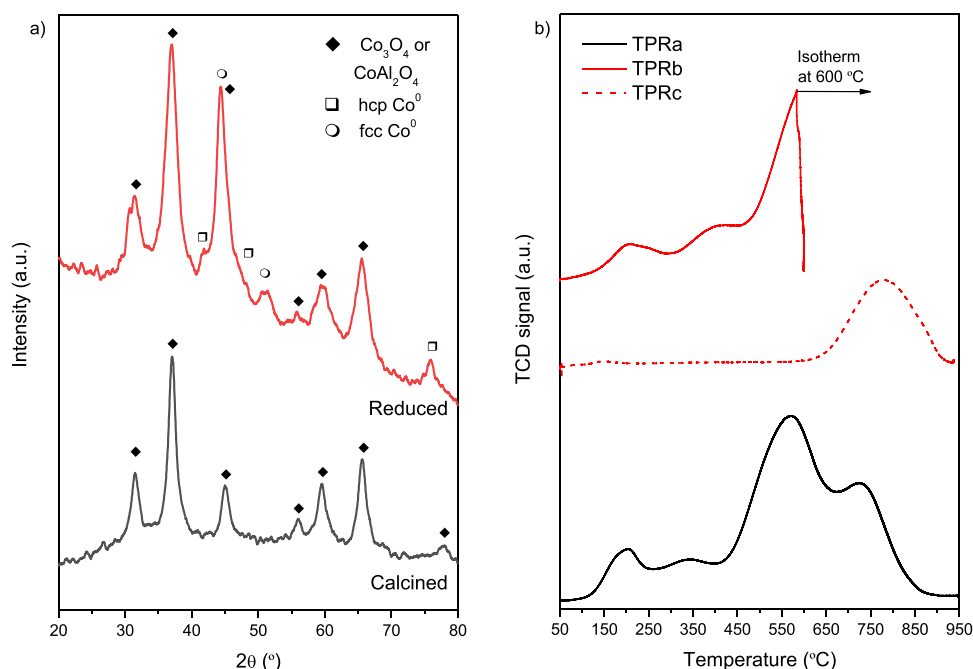 a)
Co₃O₄ or
CoAl₂O₄
hcp Co⁰
fcc Co⁰
Reduced
Calcined
Intensity (a.u.)
20 30 40 50 60 70 80
2θ (º)
b)
TPRa
TPRb
TPRc
Isotherm
at 600 ºC
TCD signal (a.u.)
50 150 250 350 450 550 650 750 850 950
Temperature (ºC)